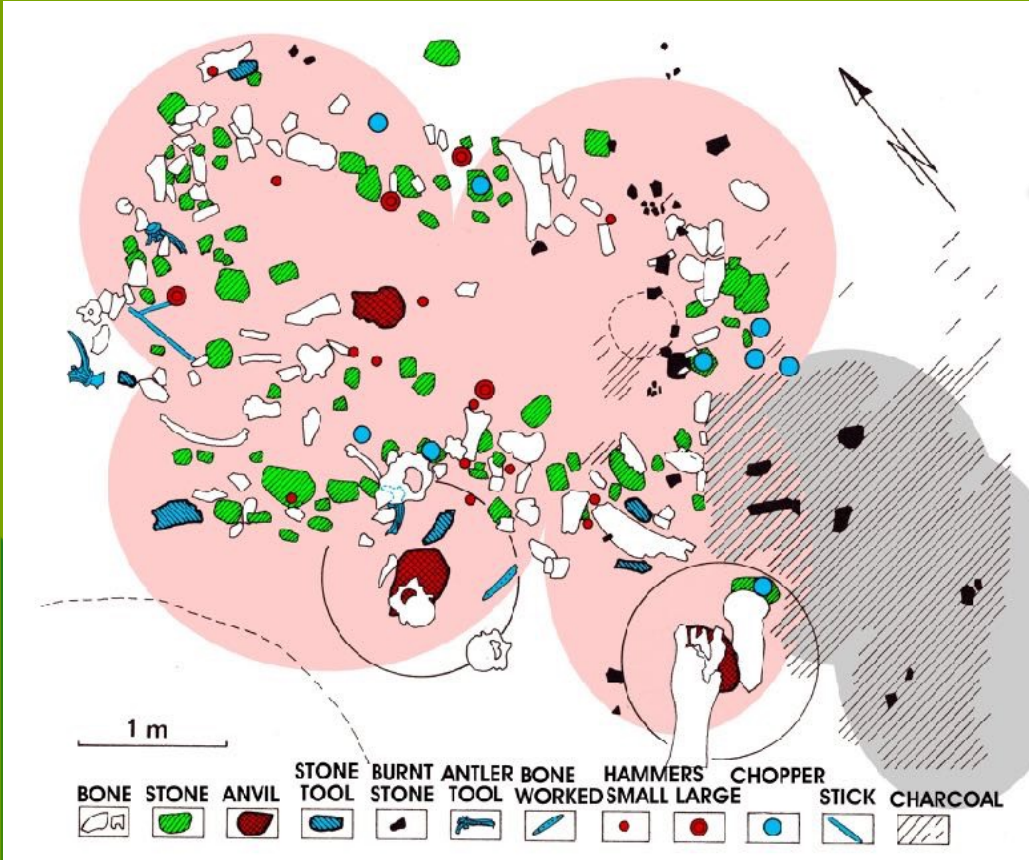 1 m
STONE BURNT ANTLER BONE HAMMERS CHOPPER
BONE STONE ANVIL TOOL STONE TOOL WORKED SMALL LARGE STICK CHARCOAL